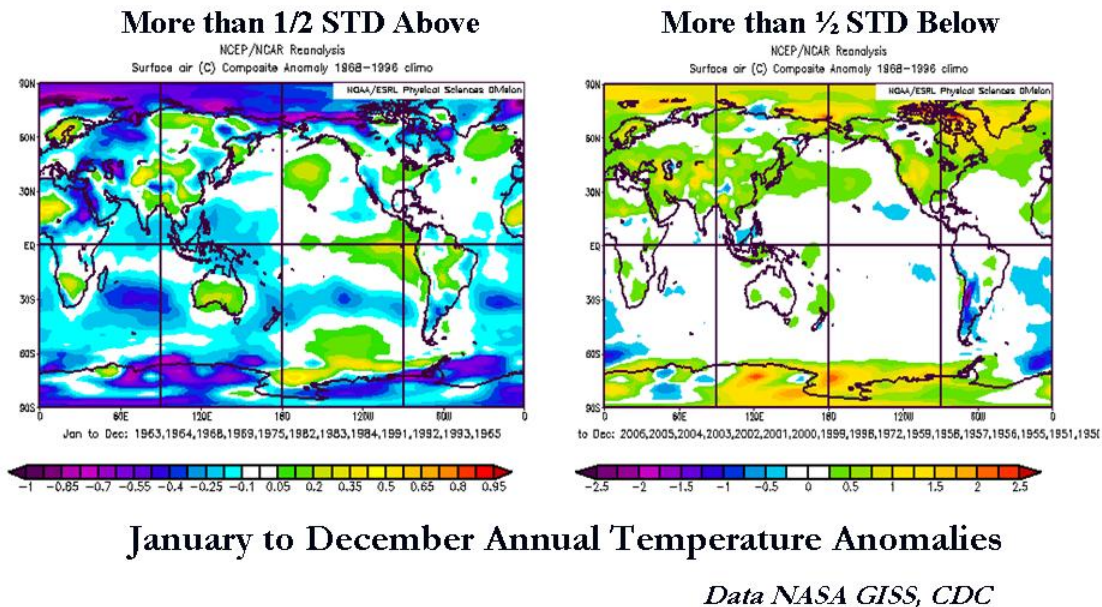 More than 1/2 STD Above
NCEP/NCAR Reanalysis
Surface air (C) Composite Anomaly 1968-1996 climo
NOAA/ESRL Physical Sciences Division
90N
60N
30N
EQ
30S
60S
90S
0 60E 120E 180 120W 60W 0
Jan to Dec: 1963,1964,1968,1969,1975,1982,1983,1984,1991,1992,1993,1965
-1 -0.85 -0.7 -0.55 -0.4 -0.25 -0.1 0.05 0.2 0.35 0.5 0.65 0.8 0.95
More than ½ STD Below
NCEP/NCAR Reanalysis
Surface air (C) Composite Anomaly 1968-1996 climo
NOAA/ESRL Physical Sciences Division
90N
60N
30N
EQ
30S
60S
90S
0 60E 120E 180 120W 60W 0
to Dec: 2006,2005,2004,2003,2002,2001,2000,1999,1998,1972,1959,1958,1957,1956,1955,1951,1950
-2.5 -2 -1.5 -1 -0.5 0 0.5 1 1.5 2 2.5
January to December Annual Temperature Anomalies
Data NASA GISS, CDC